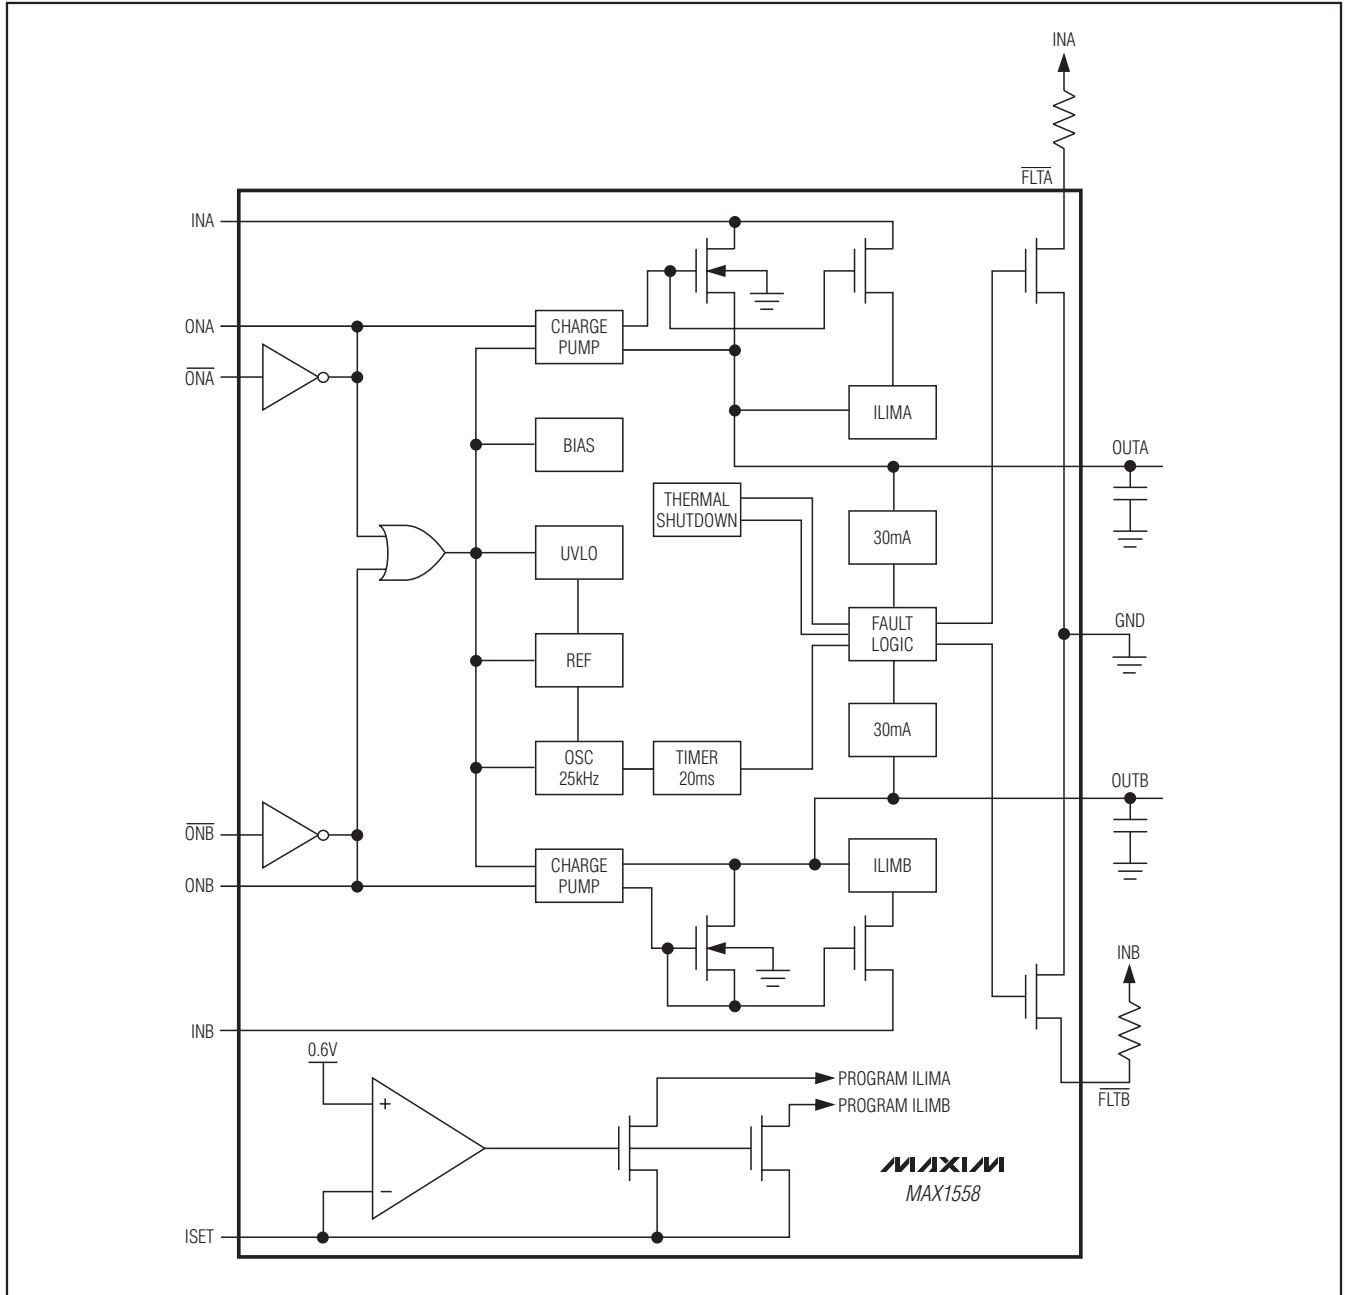 INA
FLTA
INA
ONA
CHARGE
PUMP
ONA
ILIMA
BIAS
OUTA
THERMAL
SHUTDOWN
30mA
UVLO
FAULT
LOGIC
GND
REF
30mA
OSC
25kHz
TIMER
20ms
OUTB
ONB
CHARGE
PUMP
ILIMB
ONB
INB
INB
0.6V
PROGRAM ILIMA
FLTB
PROGRAM ILIMB
+
MAXIM
MAX1558
−
ISET